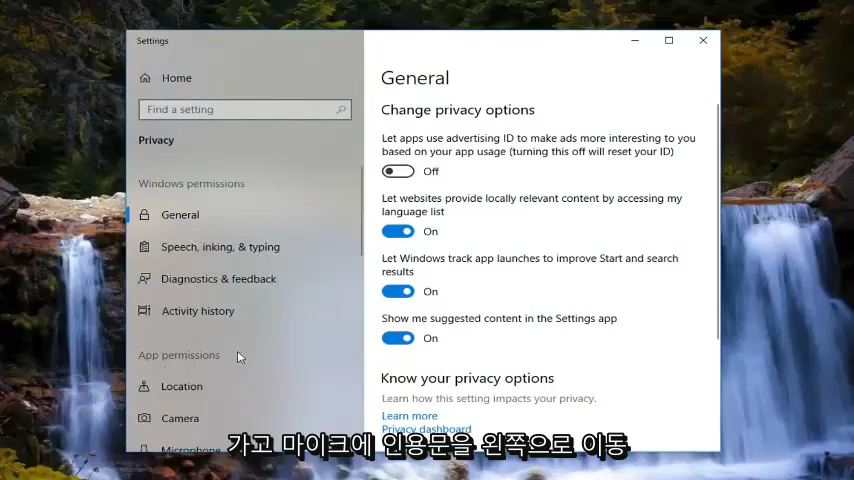 Settings
Home
Find a setting
Privacy
Windows permissions
General
Speech, inking, & typing
Diagnostics & feedback
Activity history
App permissions
Location
Camera
Microphone
General
Change privacy options
Let apps use advertising ID to make ads more interesting to you
based on your app usage (turning this off will reset your ID)
Off
Let websites provide locally relevant content by accessing my
language list
On
Let Windows track app launches to improve Start and search
results
On
Show me suggested content in the Settings app
On
Know your privacy options
Learn how this setting impacts your privacy.
Learn more
Privacy dashboard
가고 마이크에 인용문을 왼쪽으로 이동